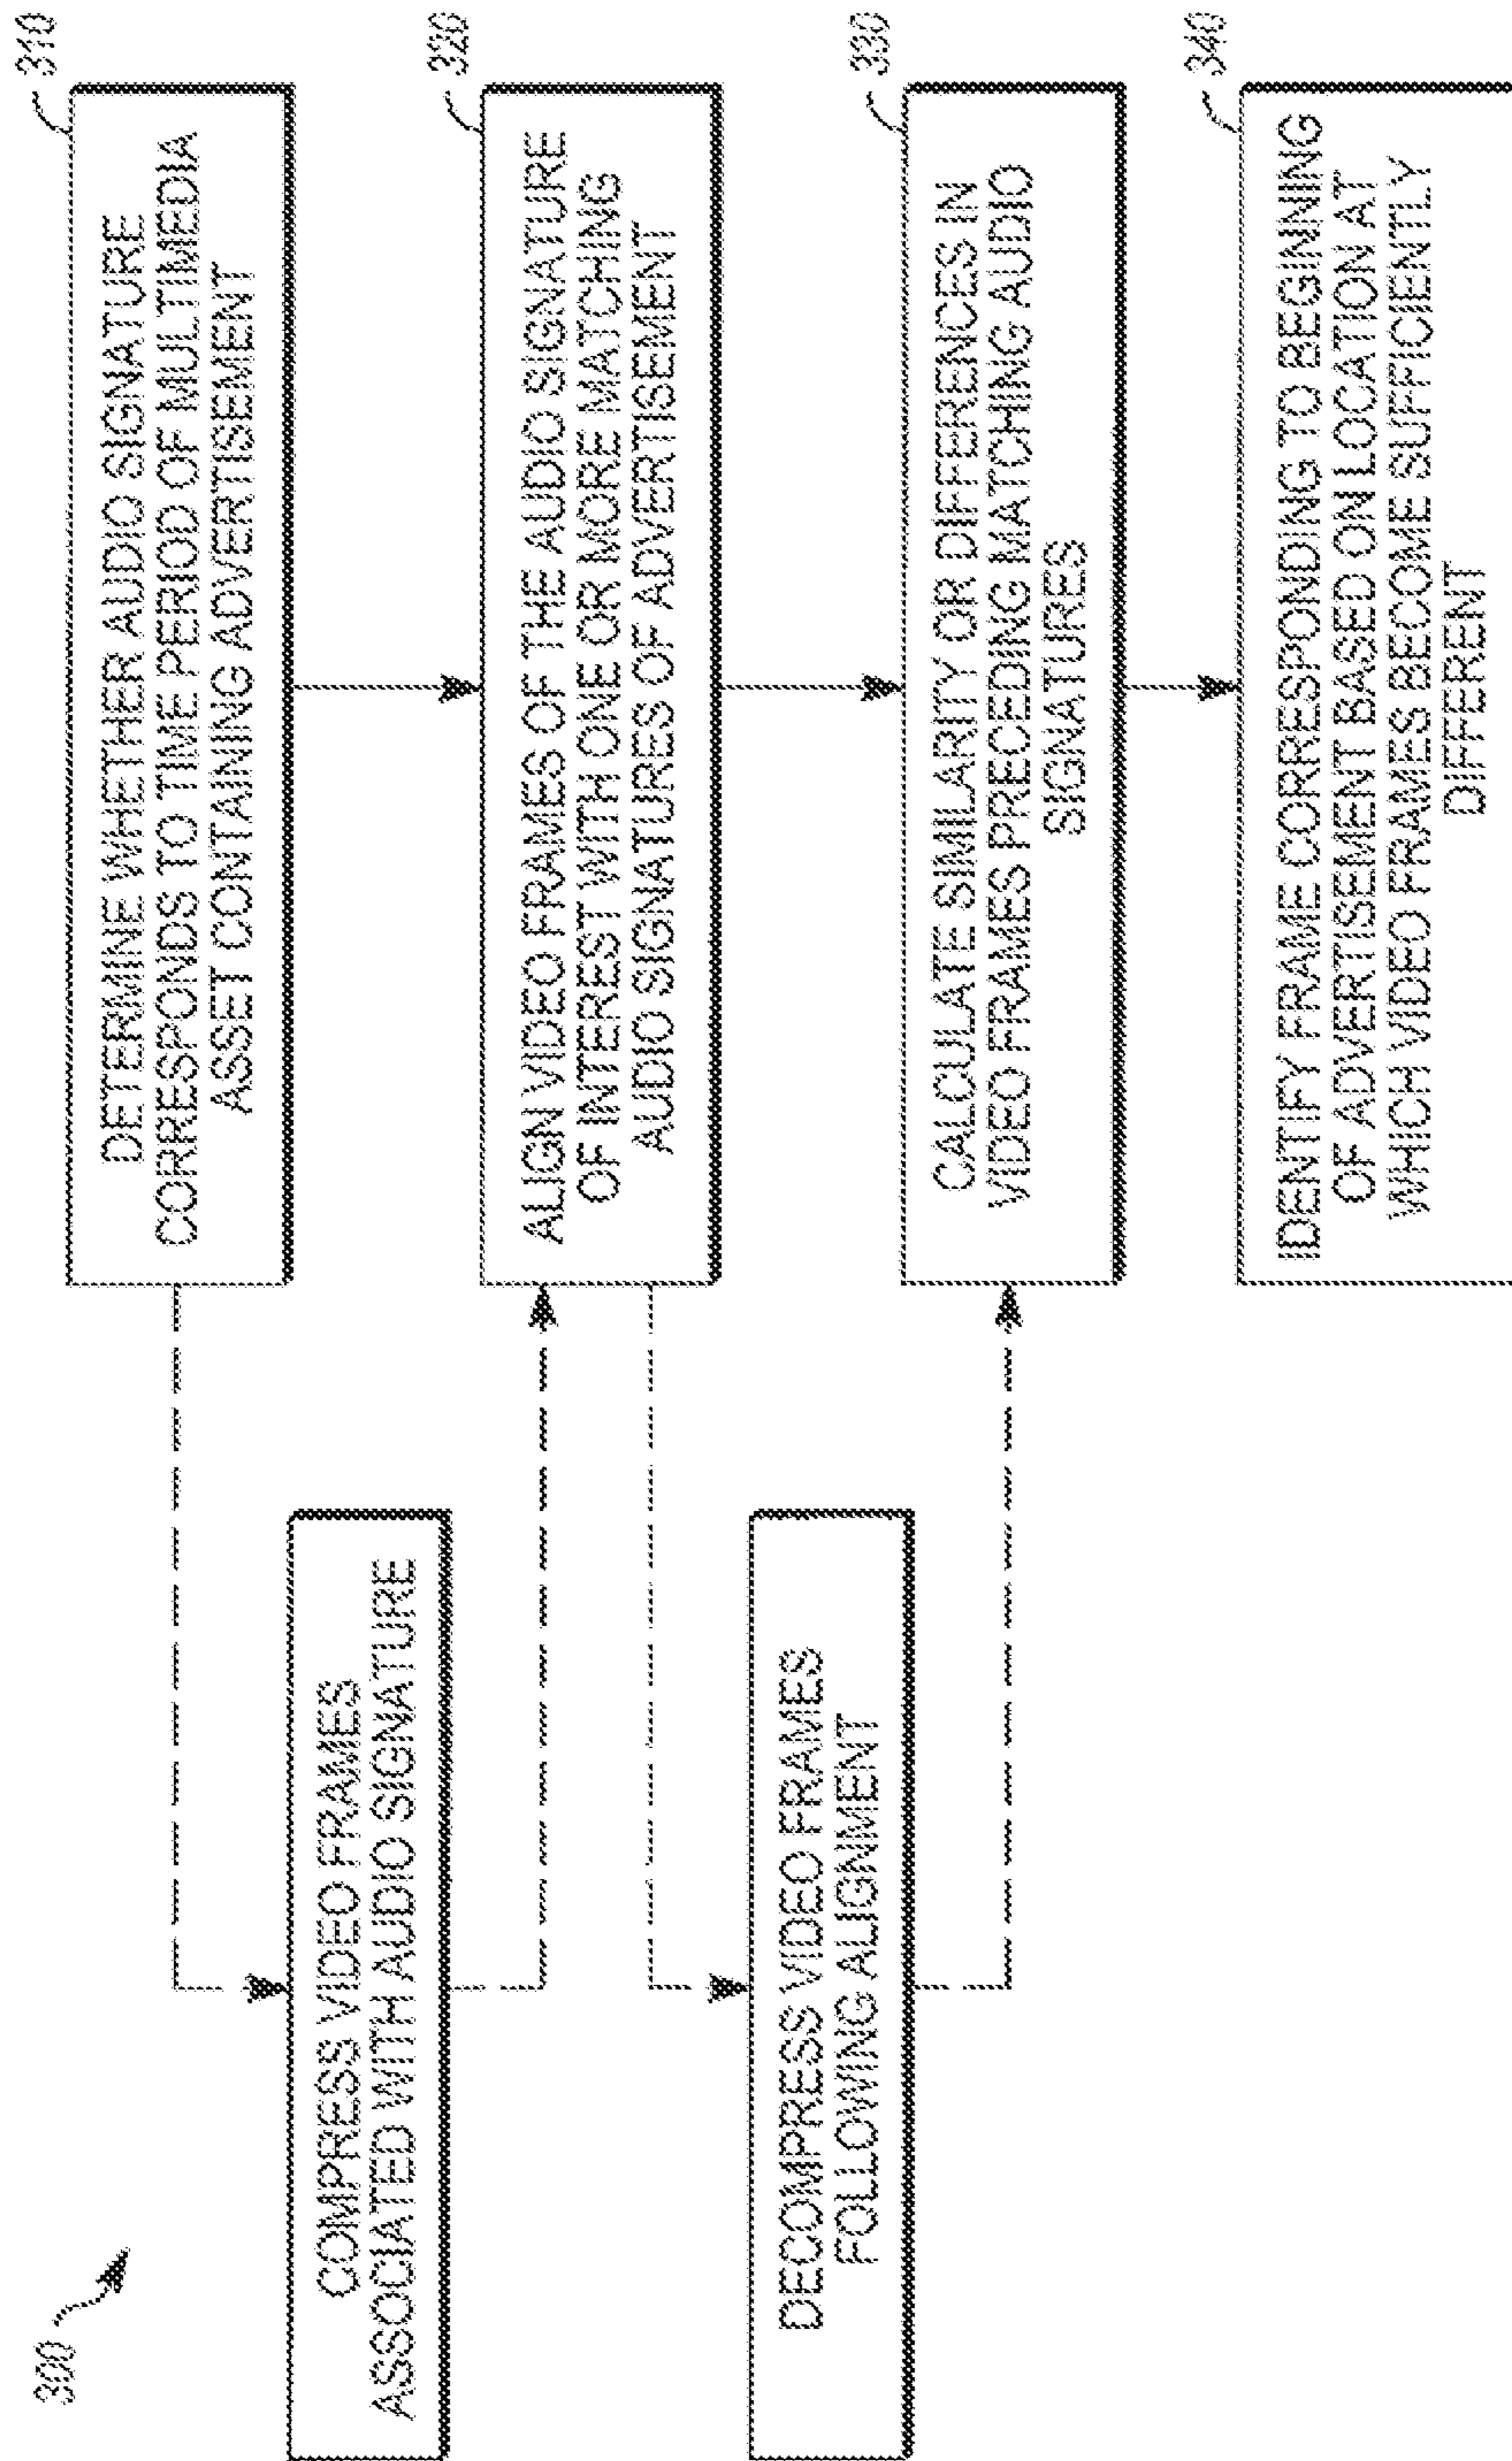 300
310
DETERMINE WHETHER AUDIO SIGNATURE
CORRESPONDS TO TIME PERIOD OF MULTIMEDIA
ASSET CONTAINING ADVERTISEMENT
COMPRESS VIDEO FRAMES
ASSOCIATED WITH AUDIO SIGNATURE
320
ALIGN VIDEO FRAMES OF THE AUDIO SIGNATURE
OF INTEREST WITH ONE OR MORE MATCHING
AUDIO SIGNATURES OF ADVERTISEMENT
DECOMPRESS VIDEO FRAMES
FOLLOWING ALIGNMENT
330
CALCULATE SIMILARITY OR DIFFERENCES IN
VIDEO FRAMES PRECEDING MATCHING AUDIO
SIGNATURES
340
IDENTIFY FRAME CORRESPONDING TO BEGINNING
OF ADVERTISEMENT BASED ON LOCATION AT
WHICH VIDEO FRAMES BECOME SUFFICIENTLY
DIFFERENT